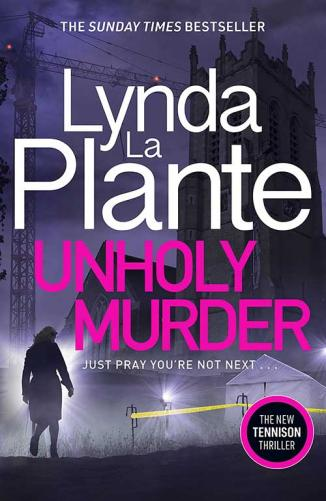 THE SUNDAY TIMES BESTSELLER
Lynda
La
Plante
UNHOLY
MURDER
JUST PRAY YOU'RE NOT NEXT . . .
THE NEW
TENNISON
THRILLER